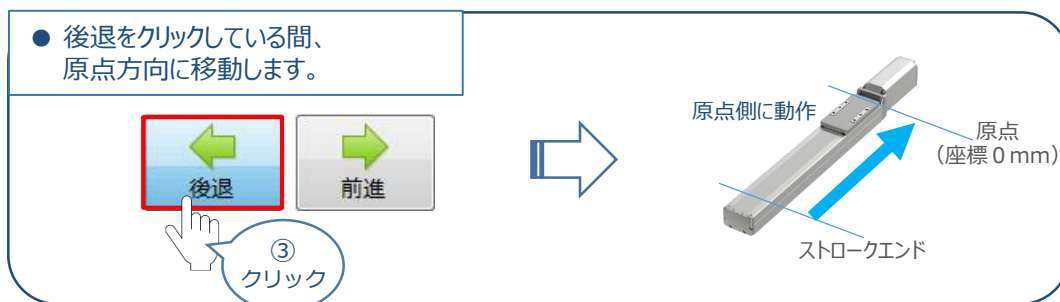 ● 後退をクリックしている間、
原点方向に移動します。
後退
前進
③
クリック
原点側に動作
原点
（座標０mm）
ストロークエンド